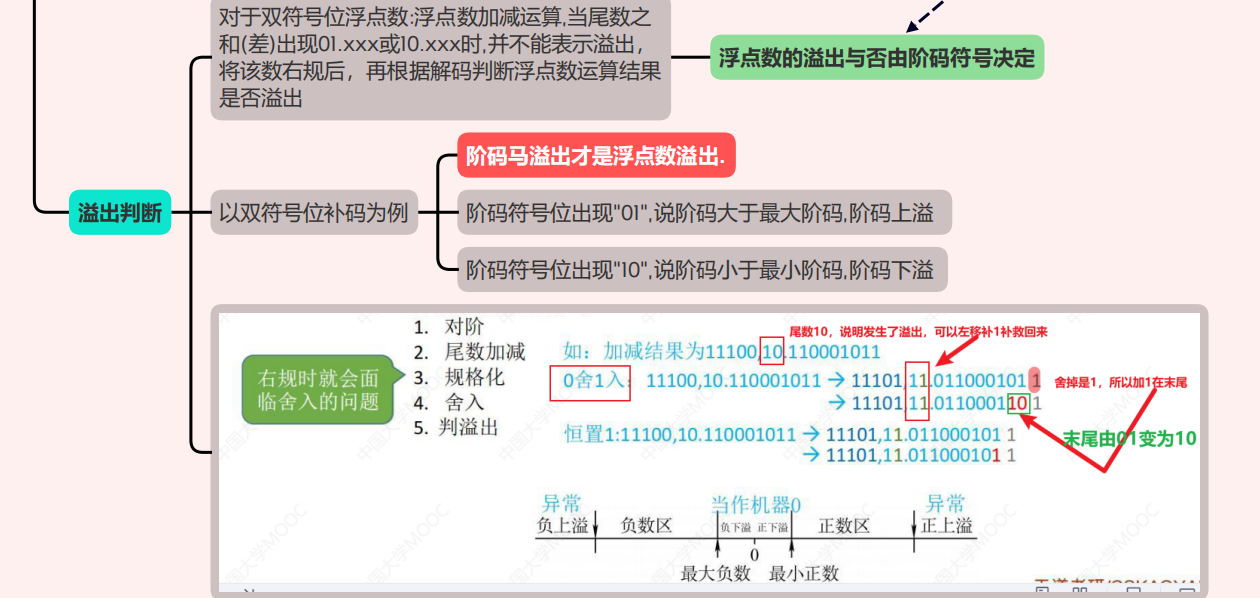 对于双符号位浮点数:浮点数加减运算,当尾数之
和(差)出现01.xxx或10.xxx时,并不能表示溢出，
将该数右规后，再根据解码判断浮点数运算结果
是否溢出
浮点数的溢出与否由阶码符号决定
溢出判断
以双符号位补码为例
阶码马溢出才是浮点数溢出.
阶码符号位出现"01",说阶码大于最大阶码,阶码上溢
阶码符号位出现"10",说阶码小于最小阶码,阶码下溢
右规时就会面
临舍入的问题
1. 对阶
2. 尾数加减
3. 规格化
4. 舍入
5. 判溢出
尾数10，说明发生了溢出，可以左移补1补救回来
如：加减结果为11100,10.110001011
0舍1入：11100,10.110001011 → 11101,11.011000101 1
→ 11101,11.011000110 1
舍掉是1，所以加1在末尾
末尾由01变为10
恒置1:11100,10.110001011 → 11101,11.011000101 1
→ 11101,11.011000101 1
异常 当作机器0 异常
负上溢 负数区 负下溢 正下溢 正数区 正上溢
0
最大负数 最小正数
中国大学MOOC